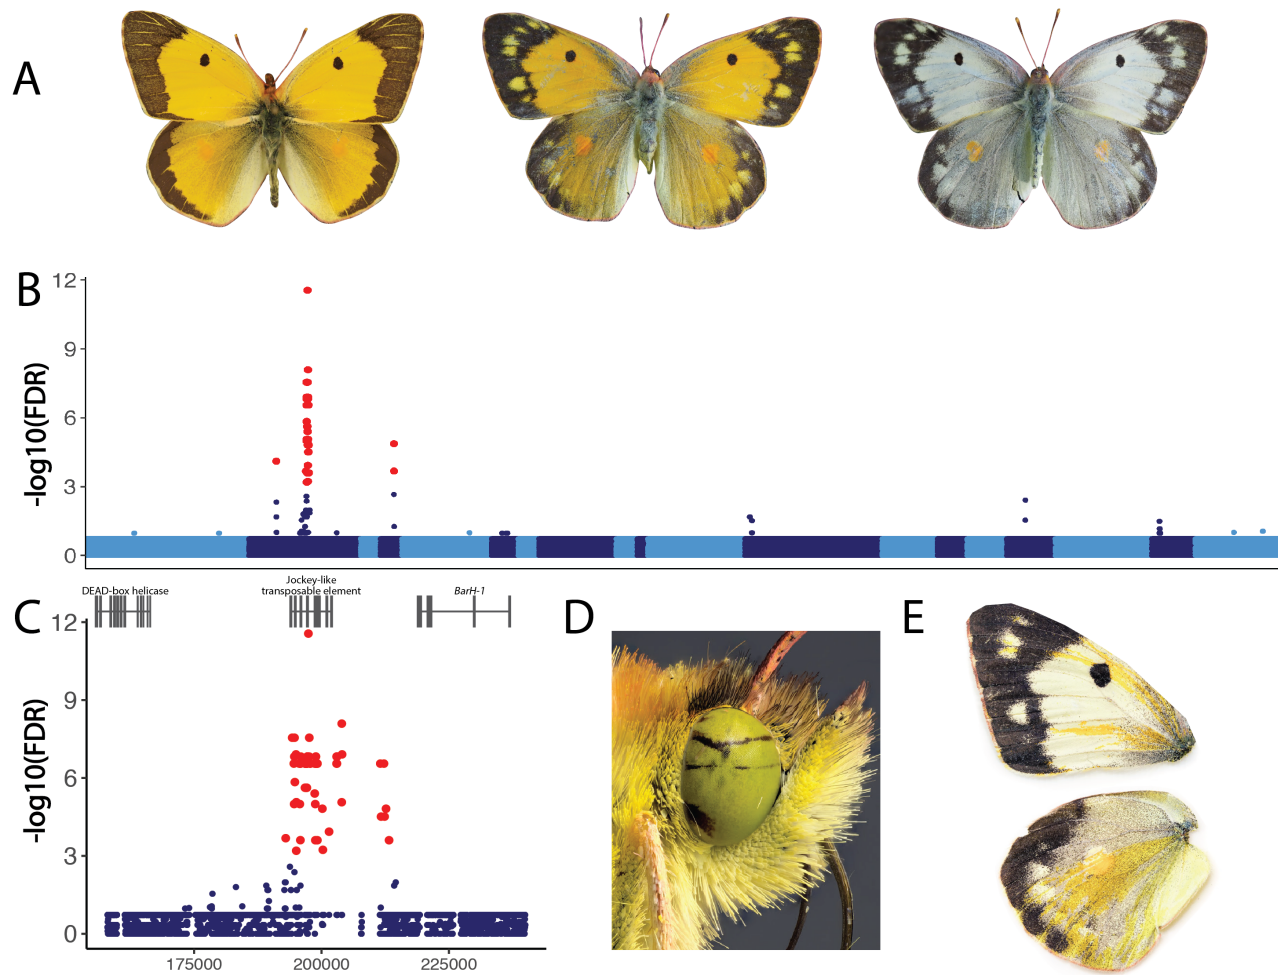 A
B
12
9
6
3
0
-log10(FDR)
DEAD-box helicase
Jockey-like
transposable element
BarH-1
C
12
9
6
3
0
-log10(FDR)
175000
200000
225000
D
E